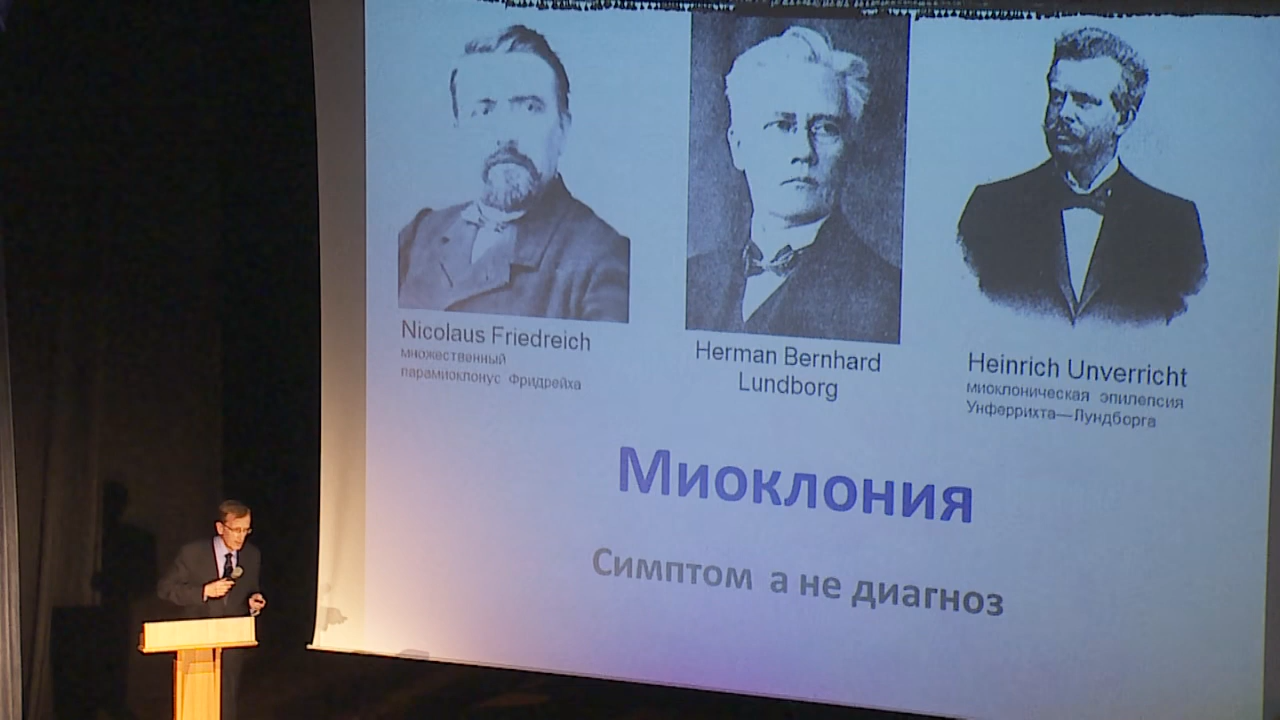 Nicolaus Friedreich
множественный
парамиоклонус Фридрейха
Herman Bernhard
Lundborg
Heinrich Unverricht
миоклоническая эпилепсия
Унферрихта—Лундборга
Миоклония
Симптом а не диагноз